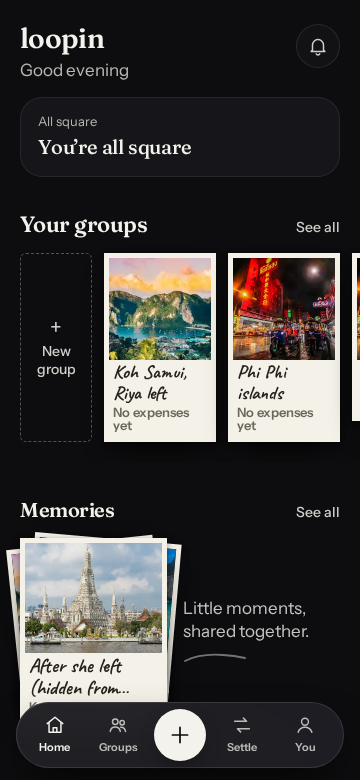 loopin
Good evening
All square
You're all square
Your groups
See all
+
New
group
Koh Samui,
Riya left
No expenses
yet
Phi Phi
islands
No expenses
yet
Memories
See all
Little moments,
shared together.
After she left
(hidden from...
Home
Groups
+
Settle
You